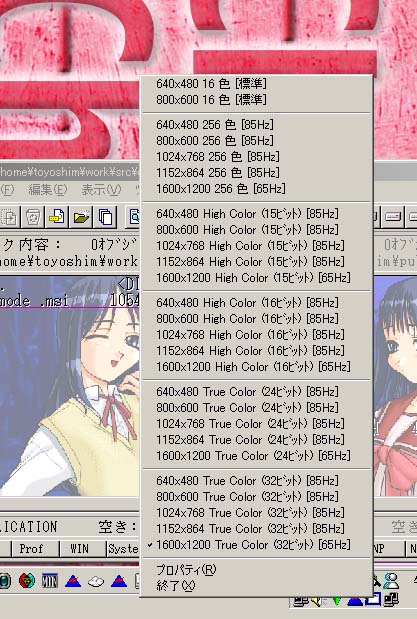 640x480 16 色 [標準]
800x600 16 色 [標準]
640x480 256 色 [85Hz]
800x600 256 色 [85Hz]
1024x768 256 色 [85Hz]
1152x864 256 色 [85Hz]
1600x1200 256 色 [65Hz]
640x480 High Color (15ﾋﾞｯﾄ) [85Hz]
800x600 High Color (15ﾋﾞｯﾄ) [85Hz]
1024x768 High Color (15ﾋﾞｯﾄ) [85Hz]
1152x864 High Color (15ﾋﾞｯﾄ) [85Hz]
1600x1200 High Color (15ﾋﾞｯﾄ) [65Hz]
640x480 High Color (16ﾋﾞｯﾄ) [85Hz]
800x600 High Color (16ﾋﾞｯﾄ) [85Hz]
1024x768 High Color (16ﾋﾞｯﾄ) [85Hz]
1152x864 High Color (16ﾋﾞｯﾄ) [85Hz]
1600x1200 High Color (16ﾋﾞｯﾄ) [65Hz]
640x480 True Color (24ﾋﾞｯﾄ) [85Hz]
800x600 True Color (24ﾋﾞｯﾄ) [85Hz]
1024x768 True Color (24ﾋﾞｯﾄ) [85Hz]
1152x864 True Color (24ﾋﾞｯﾄ) [85Hz]
1600x1200 True Color (24ﾋﾞｯﾄ) [65Hz]
640x480 True Color (32ﾋﾞｯﾄ) [85Hz]
800x600 True Color (32ﾋﾞｯﾄ) [85Hz]
1024x768 True Color (32ﾋﾞｯﾄ) [85Hz]
1152x864 True Color (32ﾋﾞｯﾄ) [85Hz]
✓1600x1200 True Color (32ﾋﾞｯﾄ) [65Hz]
プロパティ(R)
終了(X)
home¥toyoshim¥work¥src¥
(F) 編集(E) 表示(V)
ク内容： 0ｵﾌﾞｼﾞ
ome¥toyoshim¥work
<DI
mode .msi 1054
LICATION 空き:
Prof WIN Syste
0ｵﾌﾞ
im¥pu
空き
NP N